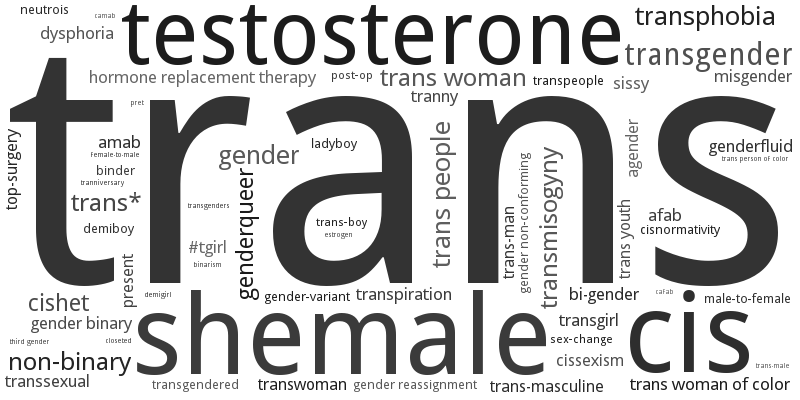 neutrois
camab
testosterone
transphobia
dysphoria
transgender
hormone replacement therapy
post-op
trans woman
transpeople
sissy
misgender
tranny
trans
pret
top-surgery
amab
Female-to-male
binder
tranniversary
trans*
demiboy
gender
ladyboy
genderqueer
transgenders
#tgirl
binarism
trans-boy
estrogen
trans people
trans-man
gender non-conforming
transmisogyny
agender
trans youth
genderfluid
trans person of color
afab
cisnormativity
present
demigirl
gender-variant
transpiration
bi-gender
cafab
male-to-female
cishet
gender binary
third gender
closeted
shemale
transgirl
sex-change
cissexism
cis
trans-male
non-binary
transsexual
transgendered
transwoman
gender reassignment
trans-masculine
trans woman of color